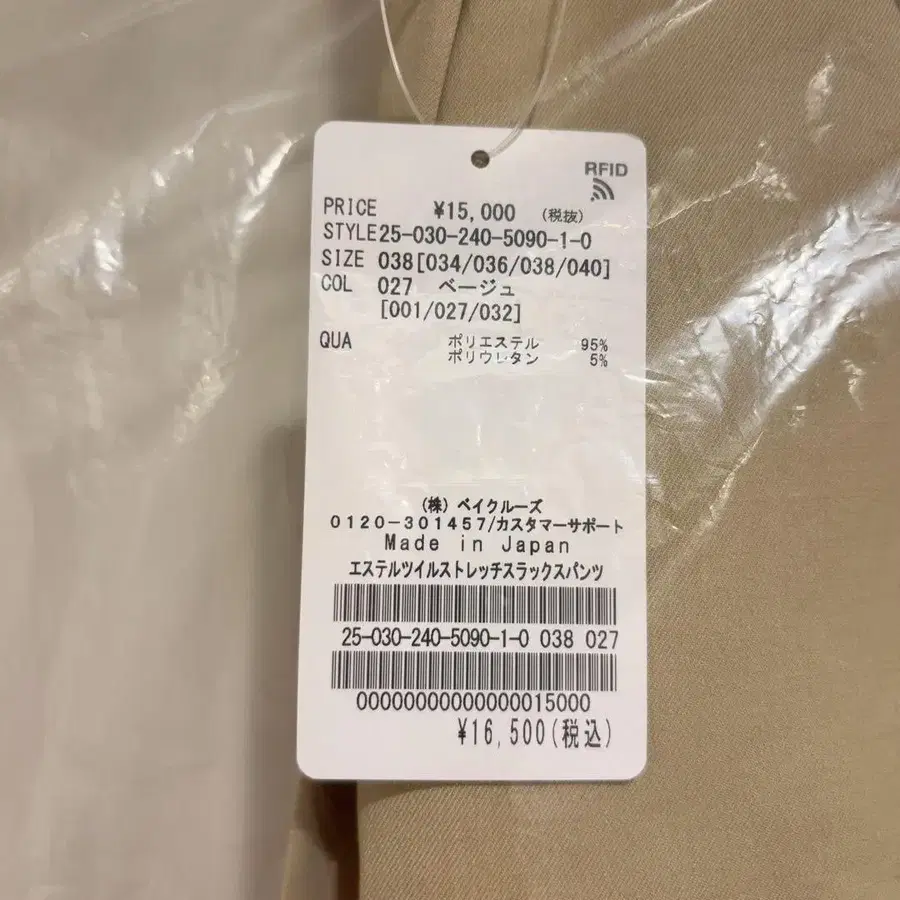 RFID
PRICE ¥15,000 (税抜)
STYLE25-030-240-5090-1-0
SIZE 038[034/036/038/040]
COL 027 ベージュ
[001/027/032]
QUA ポリエステル 95%
ポリウレタン 5%
(株)ベイクルーズ
0120-301457/カスタマーサポート
Made in Japan
エステルツイルストレッチスラックスパンツ
25-030-240-5090-1-0 038 027
00000000000000015000
¥16,500(税込)